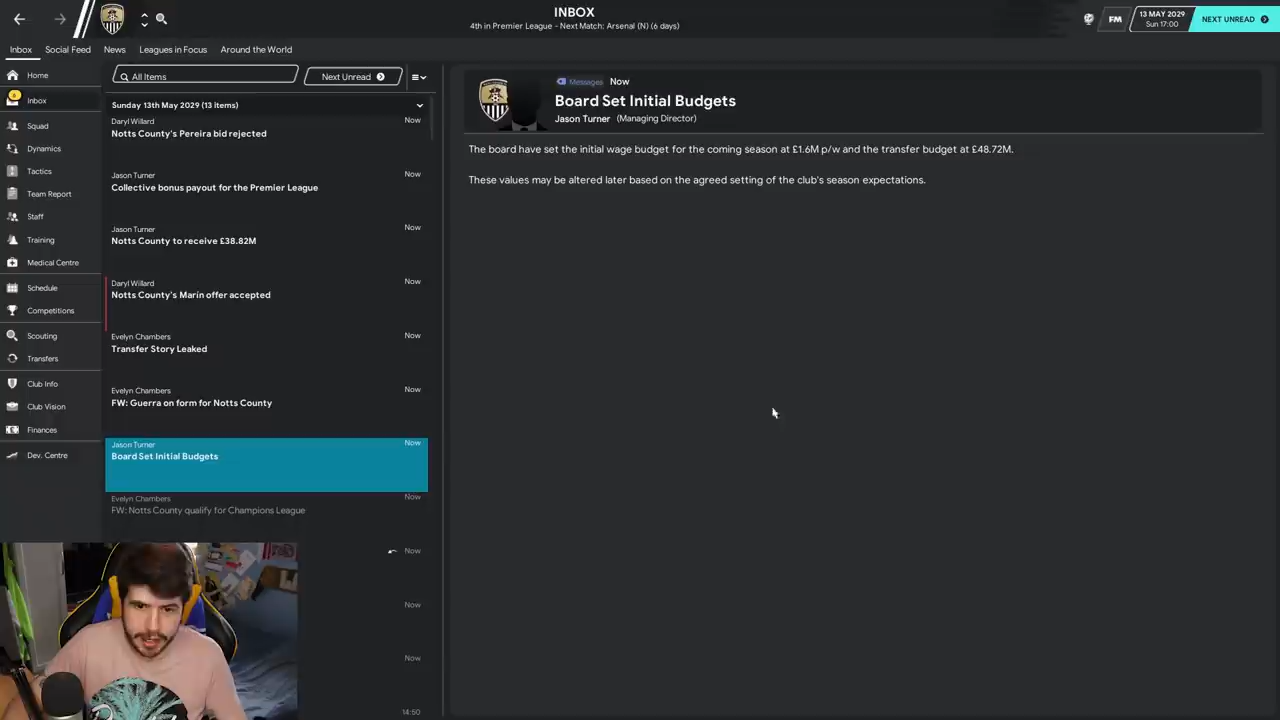 INBOX
4th in Premier League - Next Match: Arsenal (N) (6 days)
FM
13 MAY 2029
Sun 17:00
NEXT UNREAD
Inbox
Social Feed
News
Leagues in Focus
Around the World
Home
Inbox
6
Squad
Dynamics
Tactics
Team Report
Staff
Training
Medical Centre
Schedule
Competitions
Scouting
Transfers
Club Info
Club Vision
Finances
Dev. Centre
All Items
Next Unread
Sunday 13th May 2029 (13 items)
Daryl Willard
Now
Notts County's Pereira bid rejected
Jason Turner
Now
Collective bonus payout for the Premier League
Jason Turner
Now
Notts County to receive £38.82M
Daryl Willard
Now
Notts County's Marín offer accepted
Evelyn Chambers
Now
Transfer Story Leaked
Evelyn Chambers
Now
FW: Guerra on form for Notts County
Jason Turner
Now
Board Set Initial Budgets
Evelyn Chambers
Now
FW: Notts County qualify for Champions League
Now
Now
Now
14:50
Messages
Now
Board Set Initial Budgets
Jason Turner (Managing Director)
The board have set the initial wage budget for the coming season at £1.6M p/w and the transfer budget at £48.72M.
These values may be altered later based on the agreed setting of the club's season expectations.